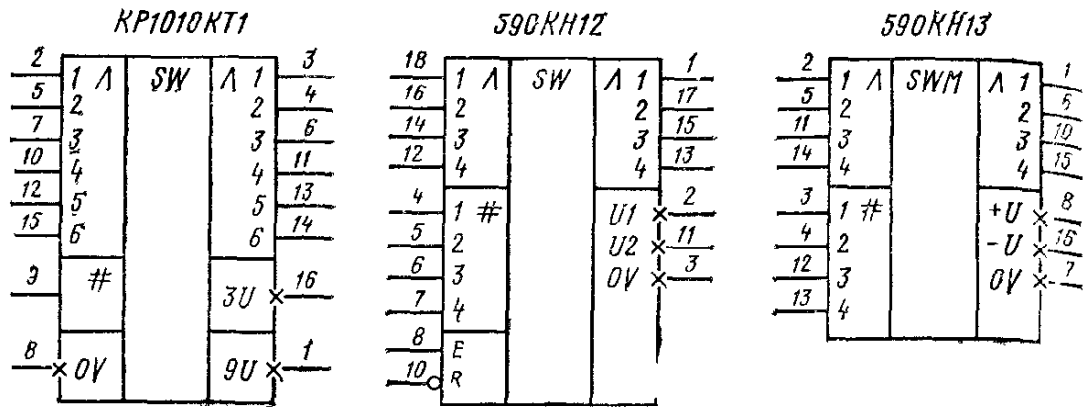 КР1010КТ1
2 1 Λ SW Λ 1 3
5 2 2 4
7 3 3 6
10 4 4 11
12 5 5 13
15 6 6 14
9 #
3U 16
8 0V 9U 1
590КН12
18 1 Λ SW Λ 1 1
16 2 2 17
14 3 3 15
12 4 4 13
4 1 # U1 2
5 2 U2 11
6 3 0V 3
7 4
8 E
10 R
590КН13
2 1 Λ SWM Λ 1 1
5 2 2 6
11 3 3 10
14 4 4 15
3 1 # +U 8
4 2 -U 16
12 3 0V 7
13 4